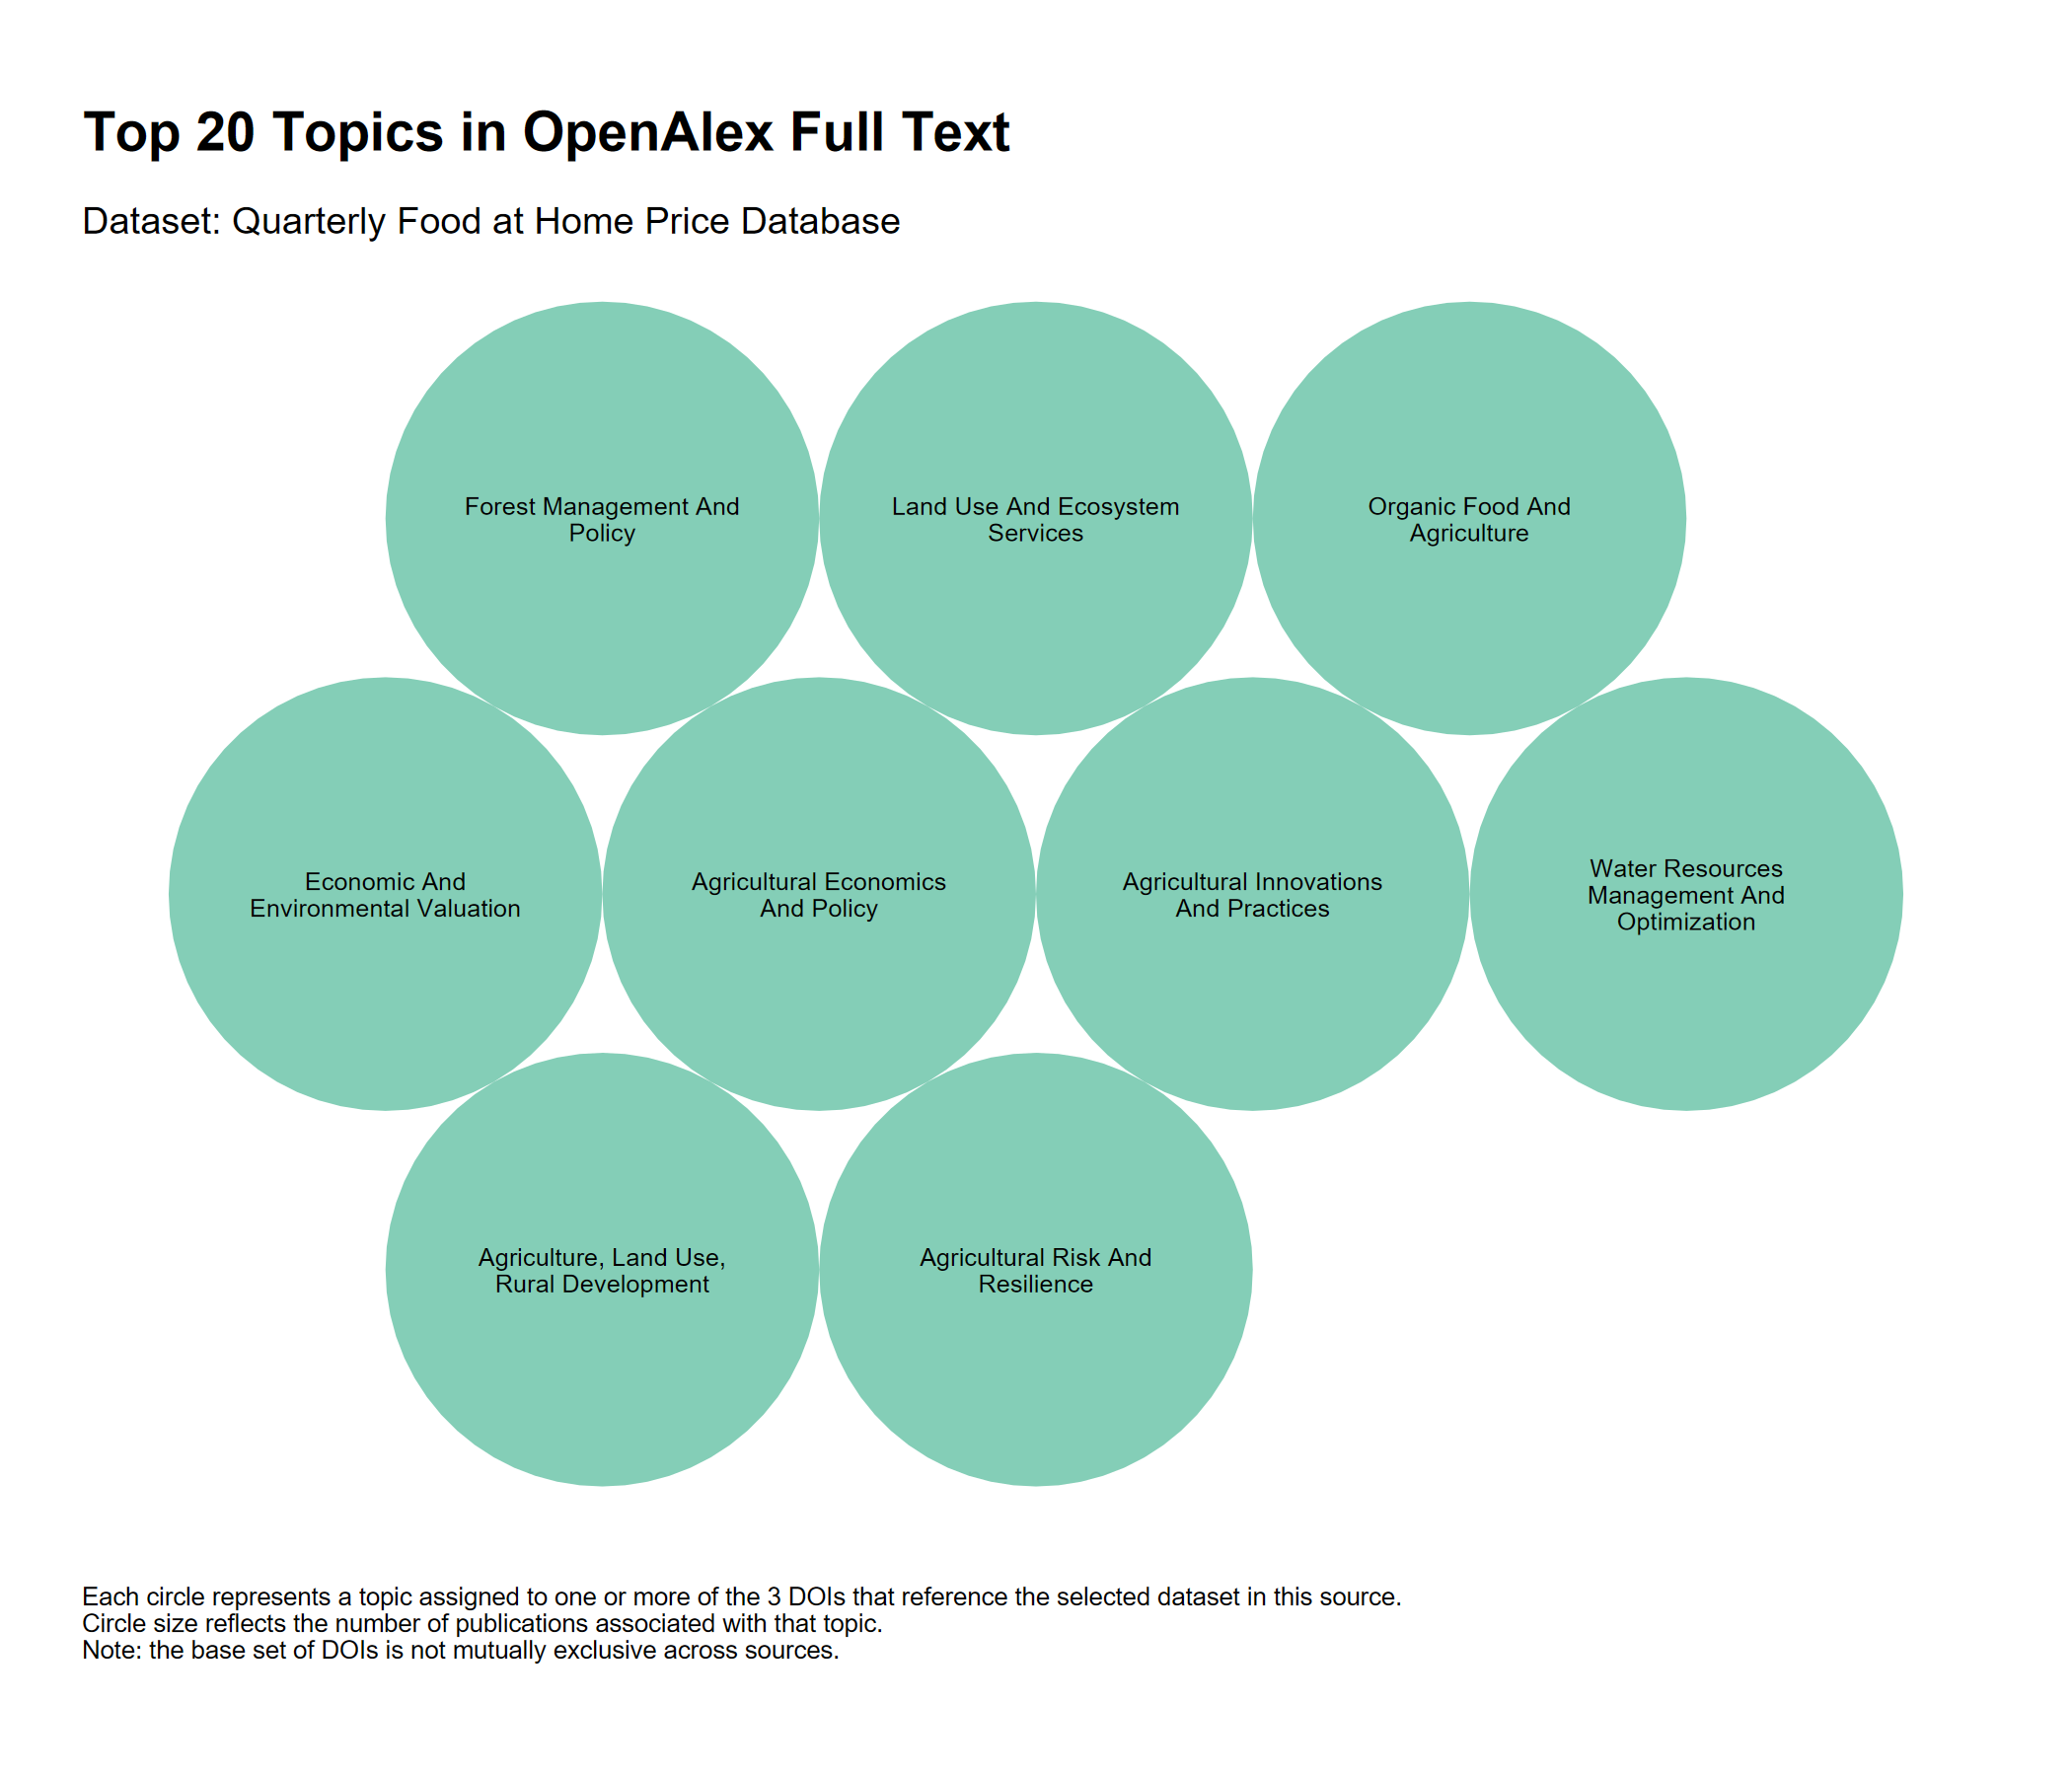 Top 20 Topics in OpenAlex Full Text
Dataset: Quarterly Food at Home Price Database
Forest Management And
Policy
Land Use And Ecosystem
Services
Organic Food And
Agriculture
Economic And
Environmental Valuation
Agricultural Economics
And Policy
Agricultural Innovations
And Practices
Water Resources
Management And
Optimization
Agriculture, Land Use,
Rural Development
Agricultural Risk And
Resilience
Each circle represents a topic assigned to one or more of the 3 DOIs that reference the selected dataset in this source.
Circle size reflects the number of publications associated with that topic.
Note: the base set of DOIs is not mutually exclusive across sources.